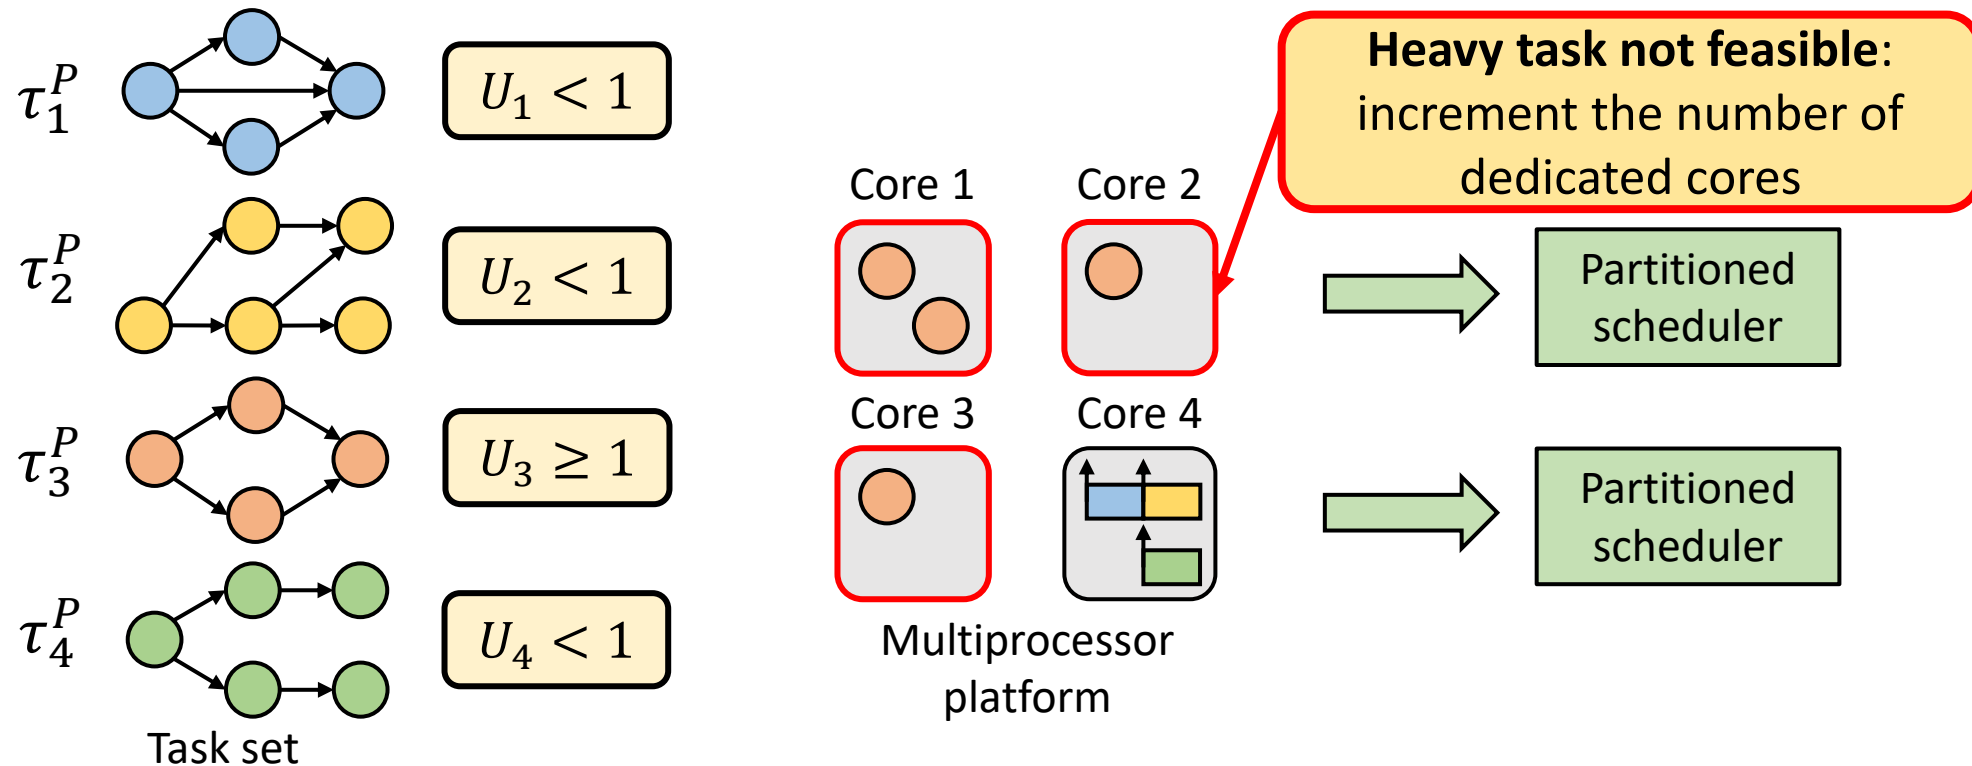 τ₁ᴾ
U₁ < 1
τ₂ᴾ
U₂ < 1
τ₃ᴾ
U₃ ≥ 1
τ₄ᴾ
U₄ < 1
Task set
Core 1
Core 2
Core 3
Core 4
Multiprocessor
platform
Heavy task not feasible:
increment the number of
dedicated cores
Partitioned
scheduler
Partitioned
scheduler